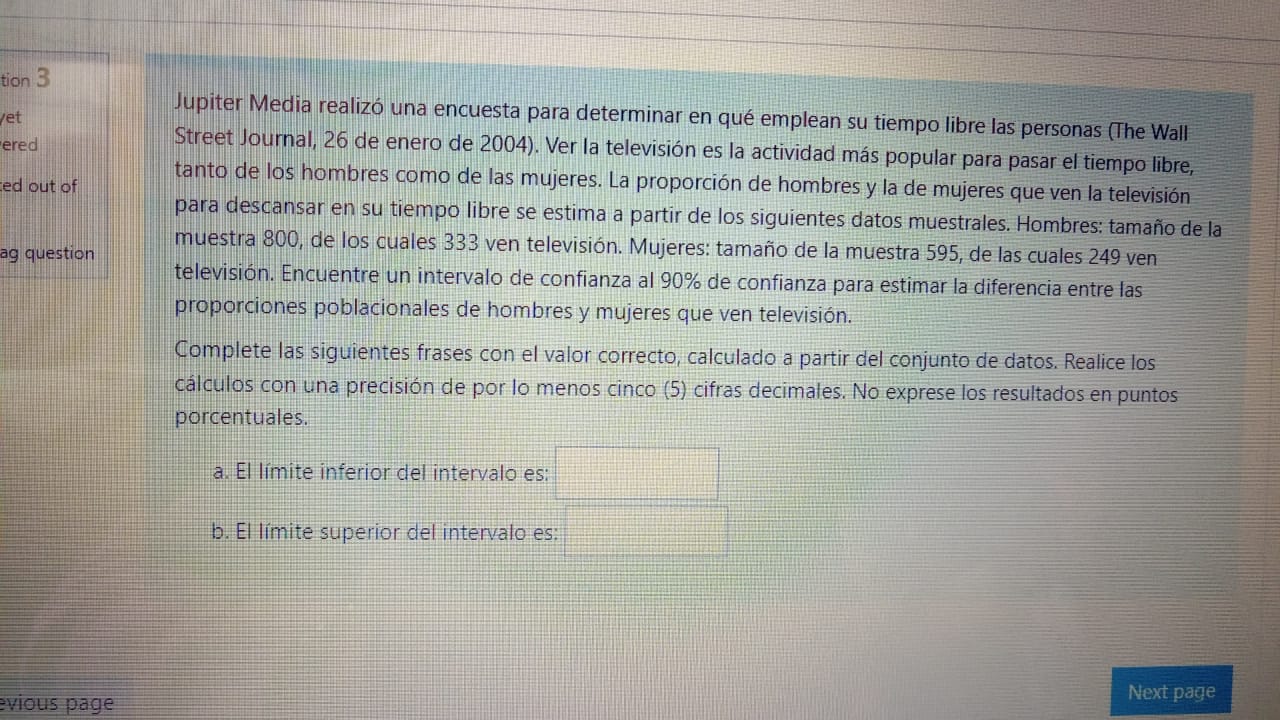 tion 3
yet
ered
ed out of
ag question
Jupiter Media realizó una encuesta para determinar en qué emplean su tiempo libre las personas (The Wall
Street Journal, 26 de enero de 2004). Ver la televisión es la actividad más popular para pasar el tiempo libre,
tanto de los hombres como de las mujeres. La proporción de hombres y la de mujeres que ven la televisión
para descansar en su tiempo libre se estima a partir de los siguientes datos muestrales. Hombres: tamaño de la
muestra 800, de los cuales 333 ven televisión. Mujeres: tamaño de la muestra 595, de las cuales 249 ven
televisión. Encuentre un intervalo de confianza al 90% de confianza para estimar la diferencia entre las
proporciones poblacionales de hombres y mujeres que ven televisión.
Complete las siguientes frases con el valor correcto, calculado a partir del conjunto de datos. Realice los
cálculos con una precisión de por lo menos cinco (5) cifras decimales. No exprese los resultados en puntos
porcentuales.
a. El límite inferior del intervalo es:
b. El límite superior del intervalo es:
evious page
Next page